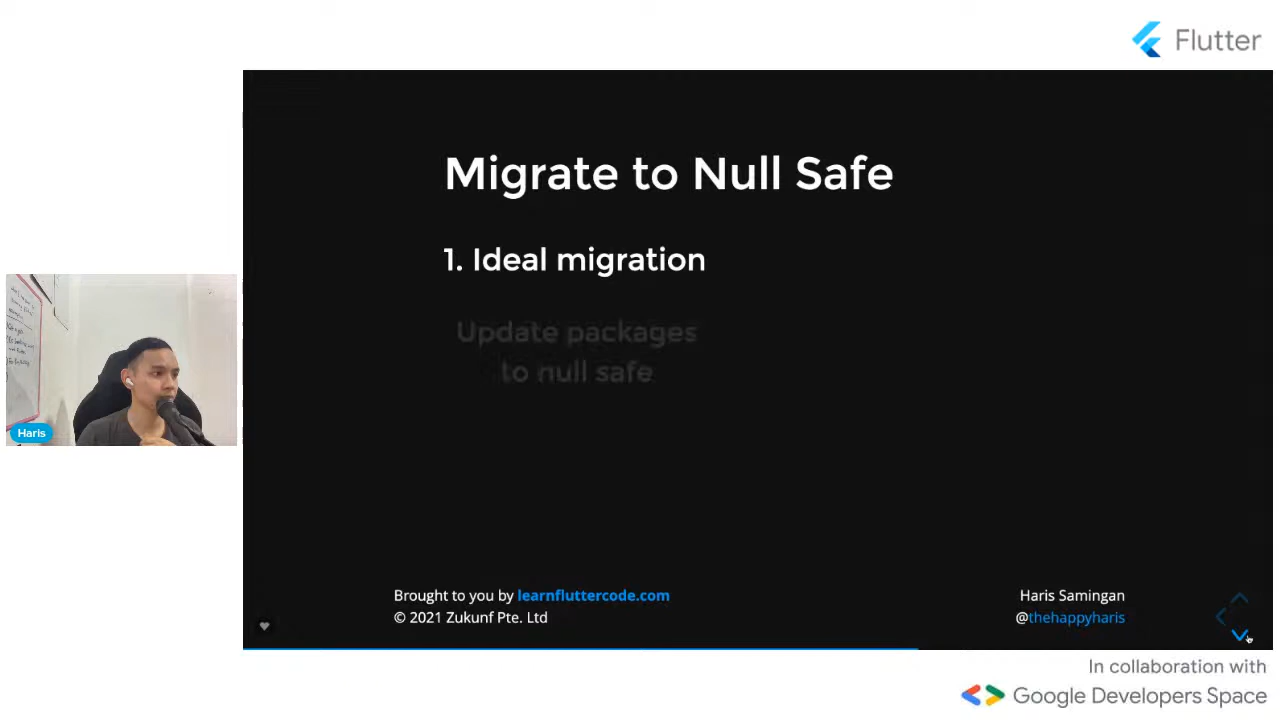 Flutter
Migrate to Null Safe
1. Ideal migration
Update packages
to null safe
Haris
Brought to you by learnfluttercode.com
© 2021 Zukunf Pte. Ltd
Haris Samingan
@thehappyharis
In collaboration with
Google Developers Space